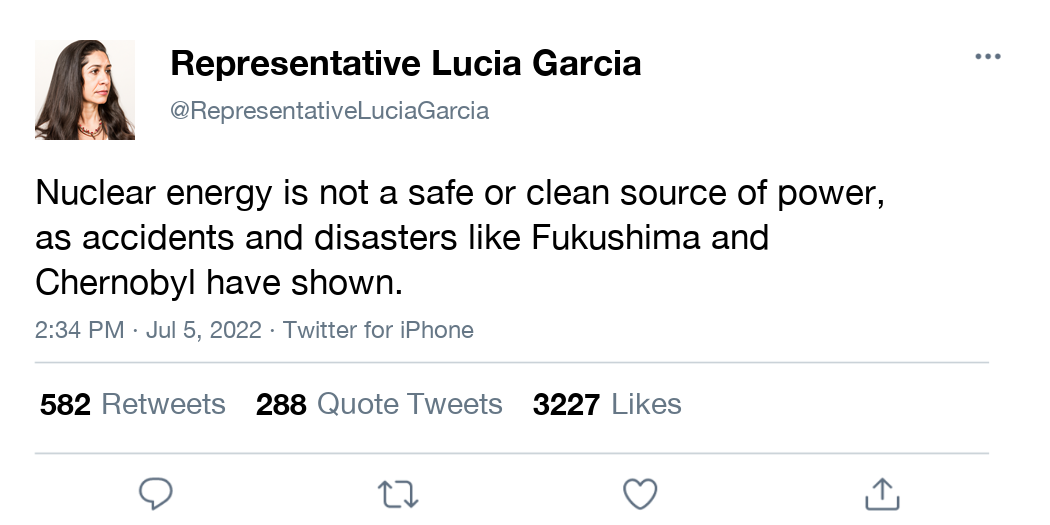 Representative Lucia Garcia
@RepresentativeLuciaGarcia
Nuclear energy is not a safe or clean source of power,
as accidents and disasters like Fukushima and
Chernobyl have shown.
2:34 PM · Jul 5, 2022 · Twitter for iPhone
582 Retweets 288 Quote Tweets 3227 Likes